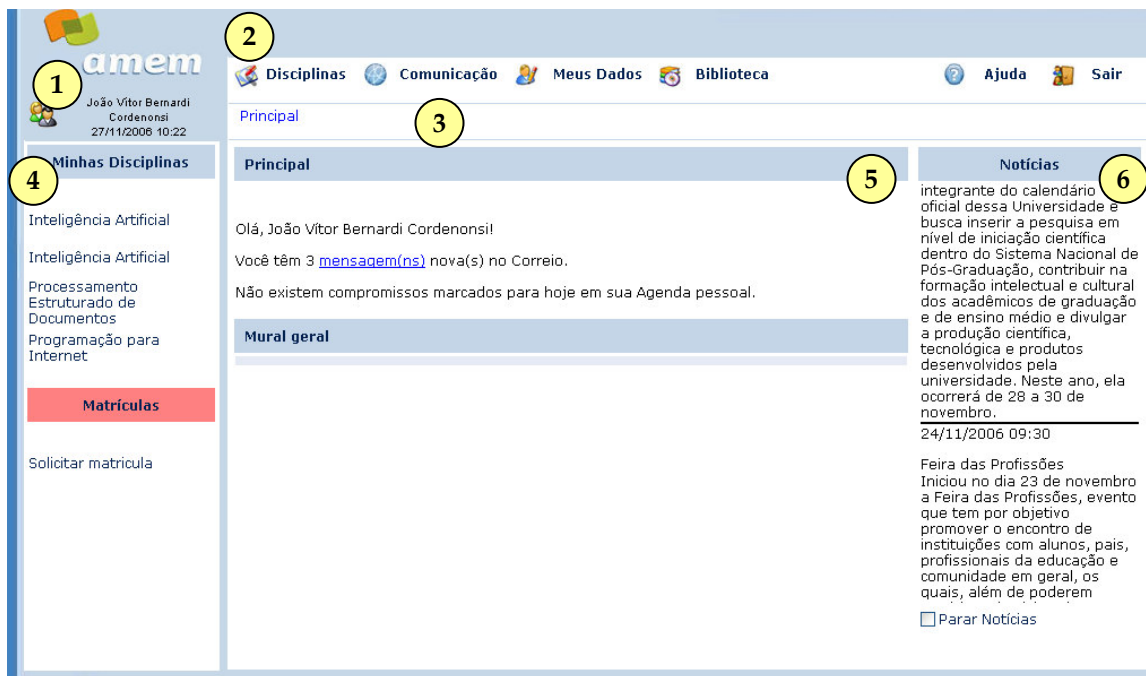 amem
1
João Vítor Bernardi
Cordenonsi
27/11/2006 10:22
2
Disciplinas Comunicação Meus Dados Biblioteca Ajuda Sair
Principal
3
Minhas Disciplinas
4
Inteligência Artificial
Inteligência Artificial
Processamento
Estruturado de
Documentos
Programação para
Internet
Matrículas
Solicitar matricula
Principal
5
Olá, João Vítor Bernardi Cordenonsi!
Você têm 3 mensagem(ns) nova(s) no Correio.
Não existem compromissos marcados para hoje em sua Agenda pessoal.
Mural geral
Notícias
6
integrante do calendário
oficial dessa Universidade e
busca inserir a pesquisa em
nível de iniciação científica
dentro do Sistema Nacional de
Pós-Graduação, contribuir na
formação intelectual e cultural
dos acadêmicos de graduação
e de ensino médio e divulgar
a produção científica,
tecnológica e produtos
desenvolvidos pela
universidade. Neste ano, ela
ocorrerá de 28 a 30 de
novembro.
24/11/2006 09:30
Feira das Profissões
Iniciou no dia 23 de novembro
a Feira das Profissões, evento
que tem por objetivo
promover o encontro de
instituições com alunos, pais,
profissionais da educação e
comunidade em geral, os
quais, além de poderem
Parar Notícias